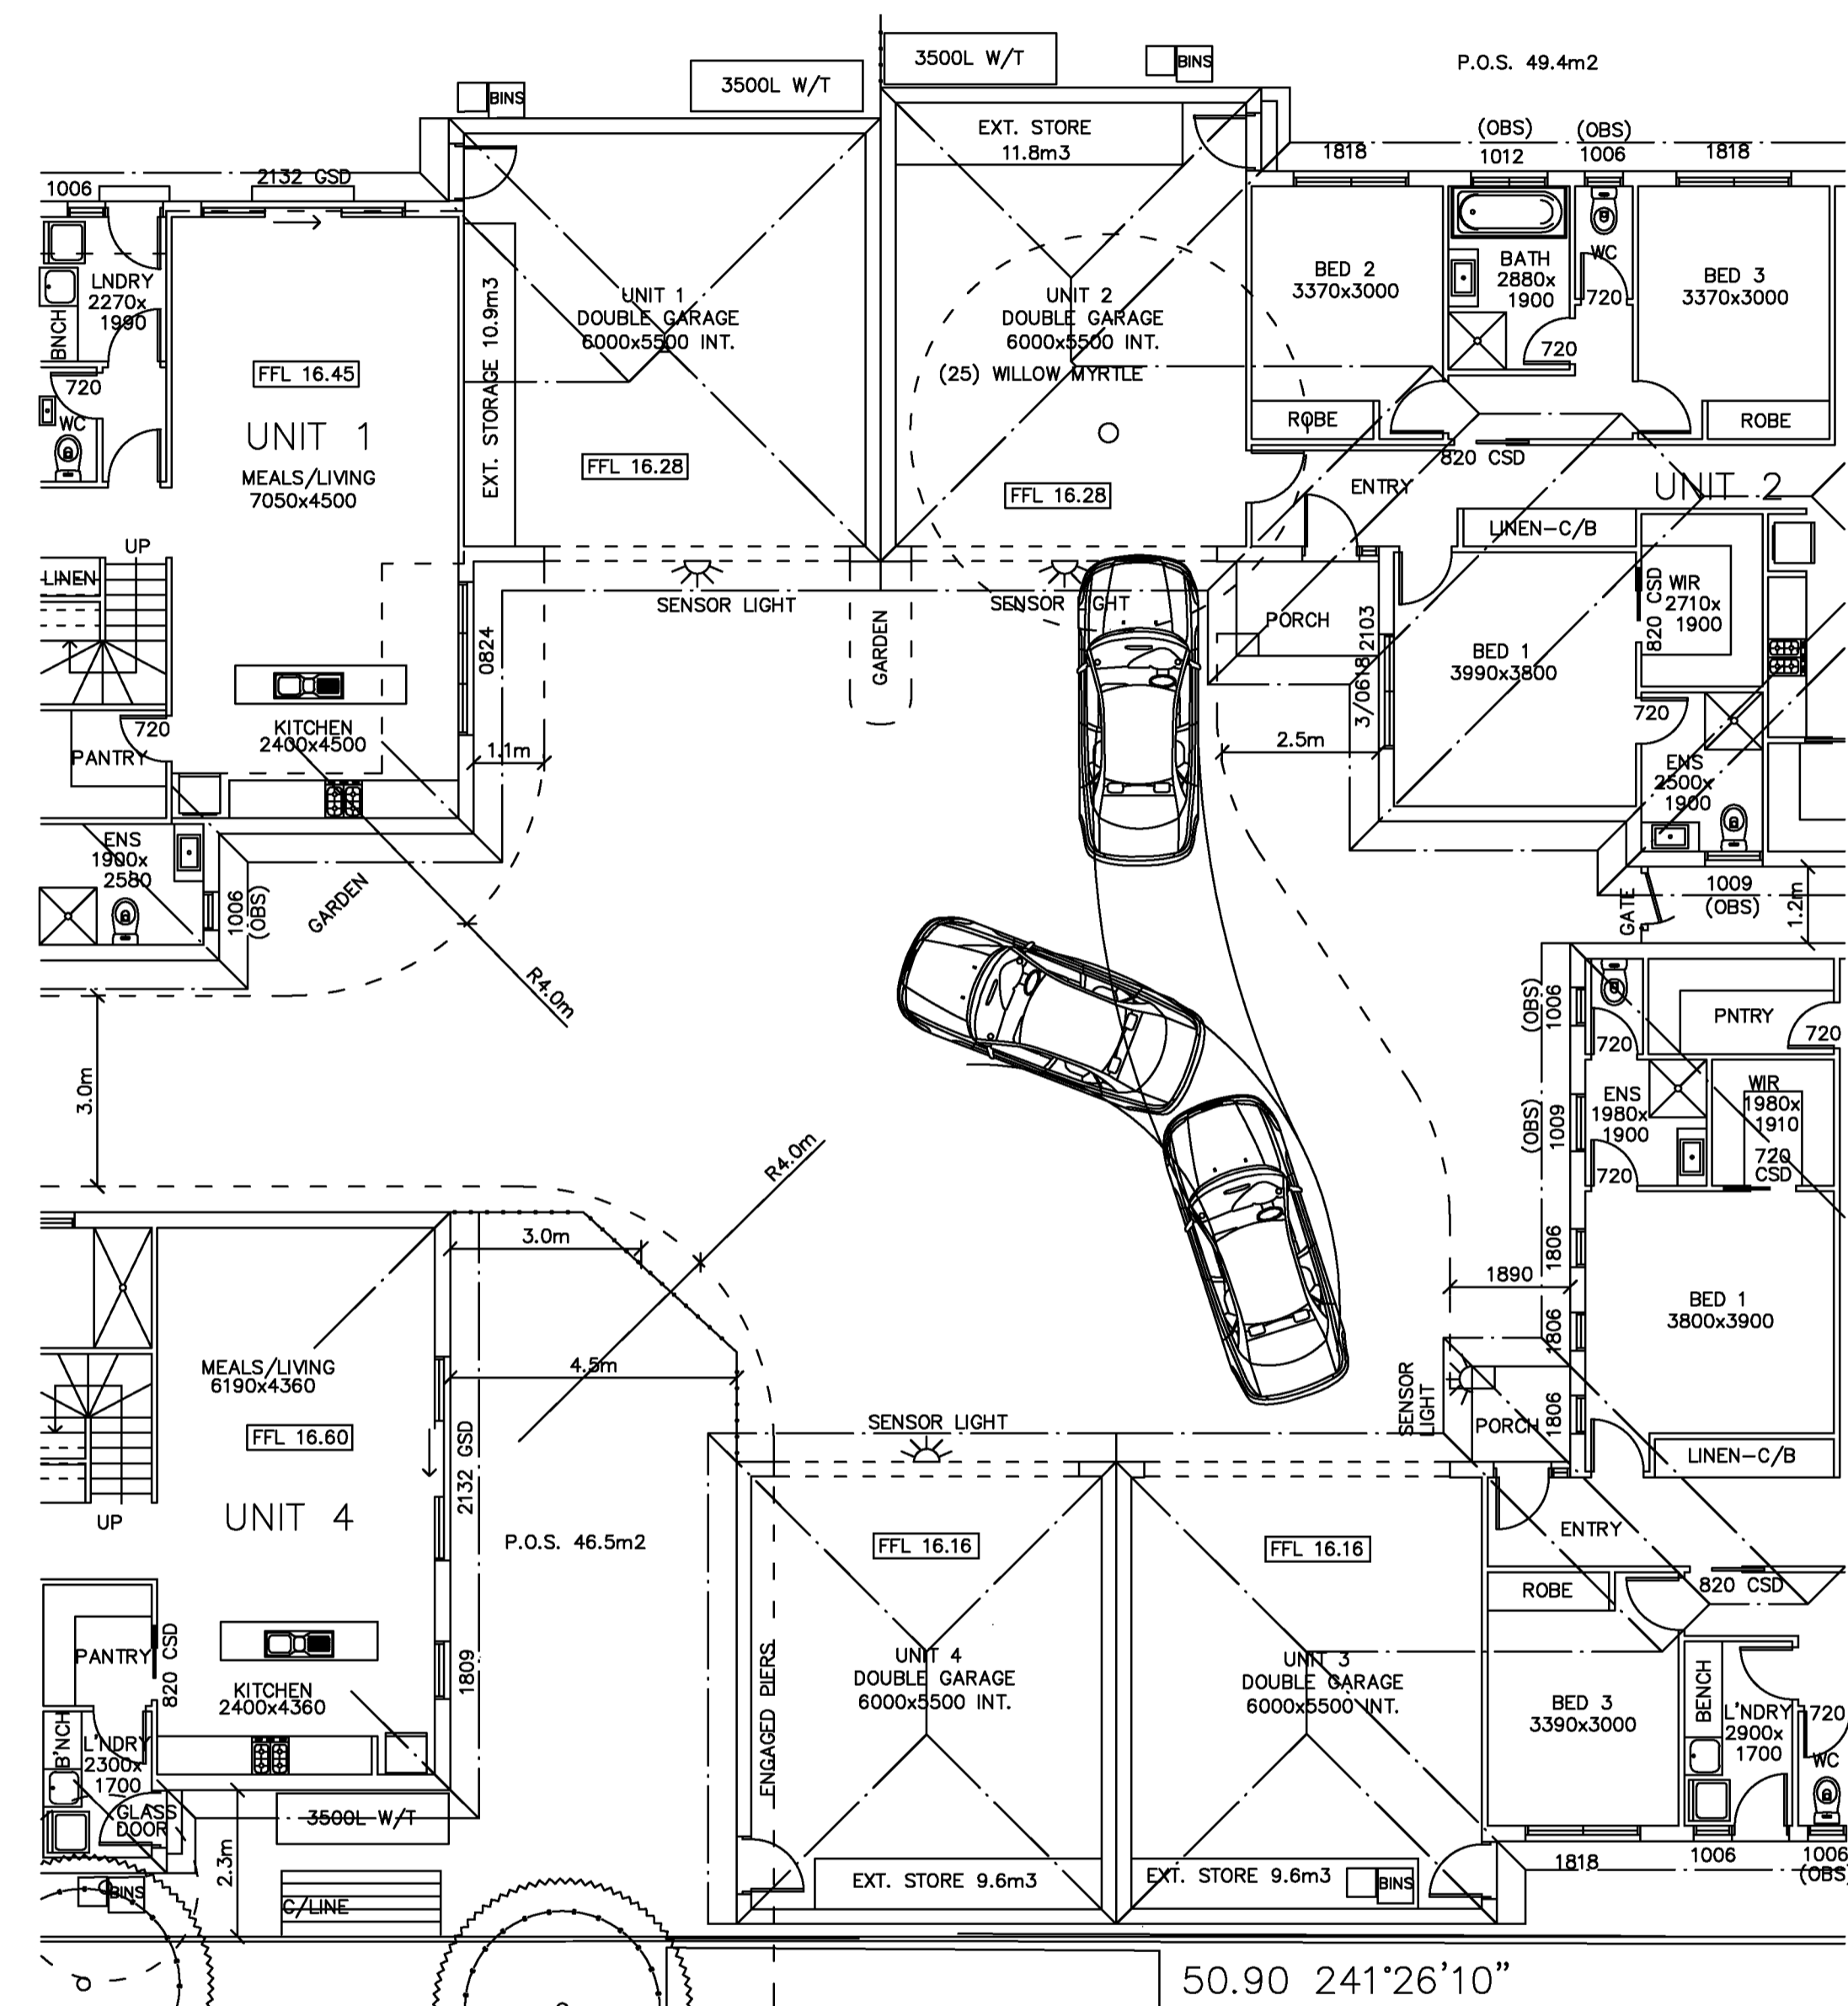 3500L W/T
3500L W/T
BINS
BINS
P.O.S. 49.4m2
EXT. STORE
11.8m3
(OBS)
(OBS)
1818
1012
1006
1818
1006
2132 GSD
LNDRY
2270x
1990
BNCH
720
WC
FFL 16.45
UNIT 1
MEALS/LIVING
7050x4500
EXT. STORAGE 10.9m3
UNIT 1
DOUBLE GARAGE
6000x5500 INT.
FFL 16.28
UNIT 2
DOUBLE GARAGE
6000x5500 INT.
(25) WILLOW MYRTLE
FFL 16.28
BED 2
3370x3000
BATH
2880x
1900
WC
720
720
BED 3
3370x3000
ROBE
ROBE
820 CSD
ENTRY
UNIT 2
LINEN-C/B
UP
LINEN
SENSOR LIGHT
GARDEN
SENSOR
GHT
PORCH
3/0618 2103
BED 1
3990x3800
820 CSD
WIR
2710x
1900
0824
KITCHEN
2400x4500
720
PANTRY
1.1m
2.5m
720
ENS
2500x
1900
ENS
1900x
2580
1006
(OBS)
GARDEN
R4.0m
GATE
1009
(OBS)
1.2m
3.0m
(OBS)
1006
720
PNTRY
720
(OBS)
1009
ENS
1980x
1900
WIR
1980x
1910
720
CSD
720
R4.0m
3.0m
1890
1806
1806
1806
BED 1
3800x3900
MEALS/LIVING
6190x4360
4.5m
FFL 16.60
2132 GSD
UNIT 4
UP
P.O.S. 46.5m2
SENSOR LIGHT
SENSOR
LIGHT
PORCH
LINEN-C/B
FFL 16.16
FFL 16.16
ENTRY
ROBE
820 CSD
PANTRY
820 CSD
KITCHEN
2400x4360
1809
ENGAGED PIERS
UNIT 4
DOUBLE GARAGE
6000x5500 INT.
UNIT 3
DOUBLE GARAGE
6000x5500 INT.
BED 3
3390x3000
BENCH
L'NDRY
2900x
1700
720
WC
B'NCH
L'NDRY
2300x
1700
GLASS
DOOR
3500L W/T
2.3m
BINS
C/LINE
EXT. STORE 9.6m3
EXT. STORE 9.6m3
BINS
1818
1006
1006
(OBS)
50.90 241°26'10"